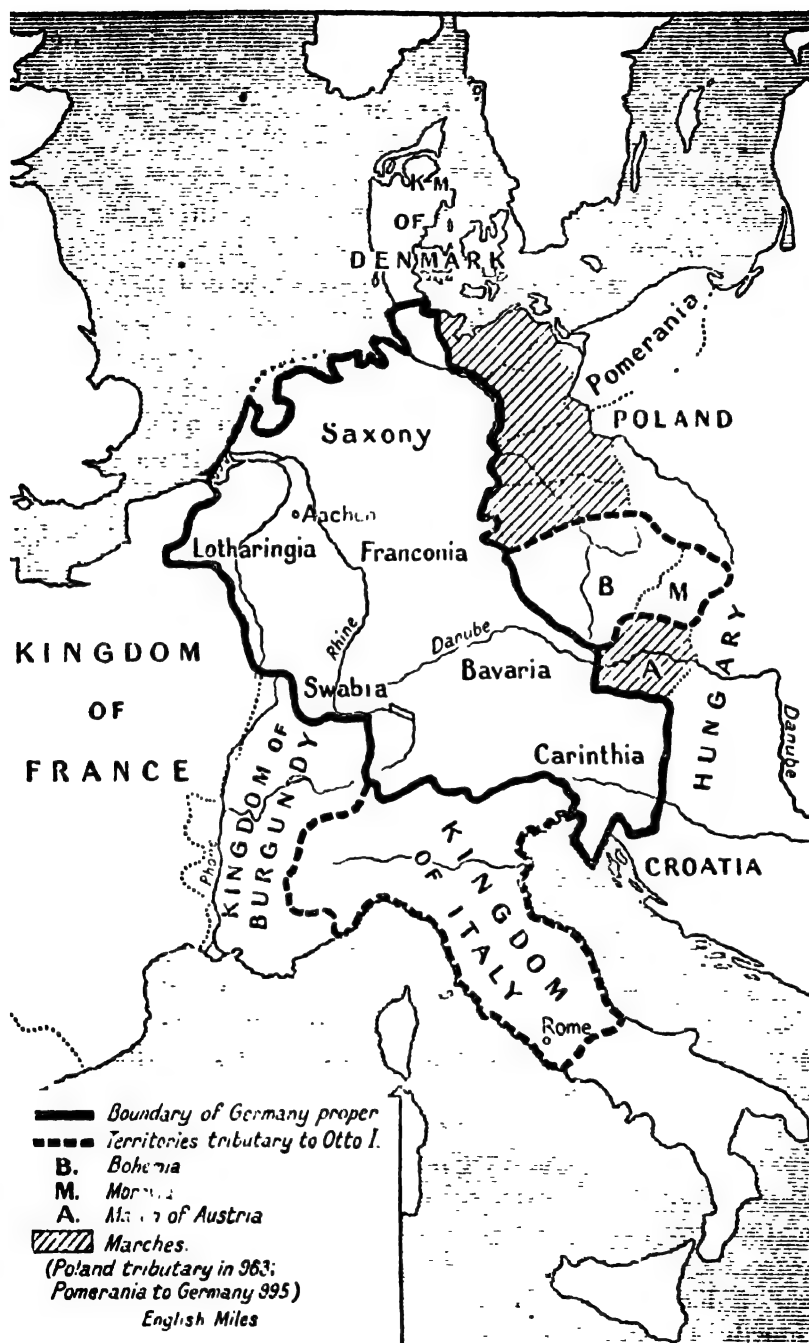 KM
OF
DENMARK
Pomerania
POLAND
Saxony
Lotharingia
Franconia
B
M
Rhine
Danube
KINGDOM
OF
FRANCE
Swabia
Bavaria
A
HUNGARY
Danube
Carinthia
KINGDOM OF
BURGUNDY
KINGDOM
OF ITALY
CROATIA
Rome
Boundary of Germany proper
Territories tributary to Otto I.
B. Bohemia
M.
A. of Austria
Marches.
(Poland tributary in 963;
Pomerania to Germany 995)
English Miles